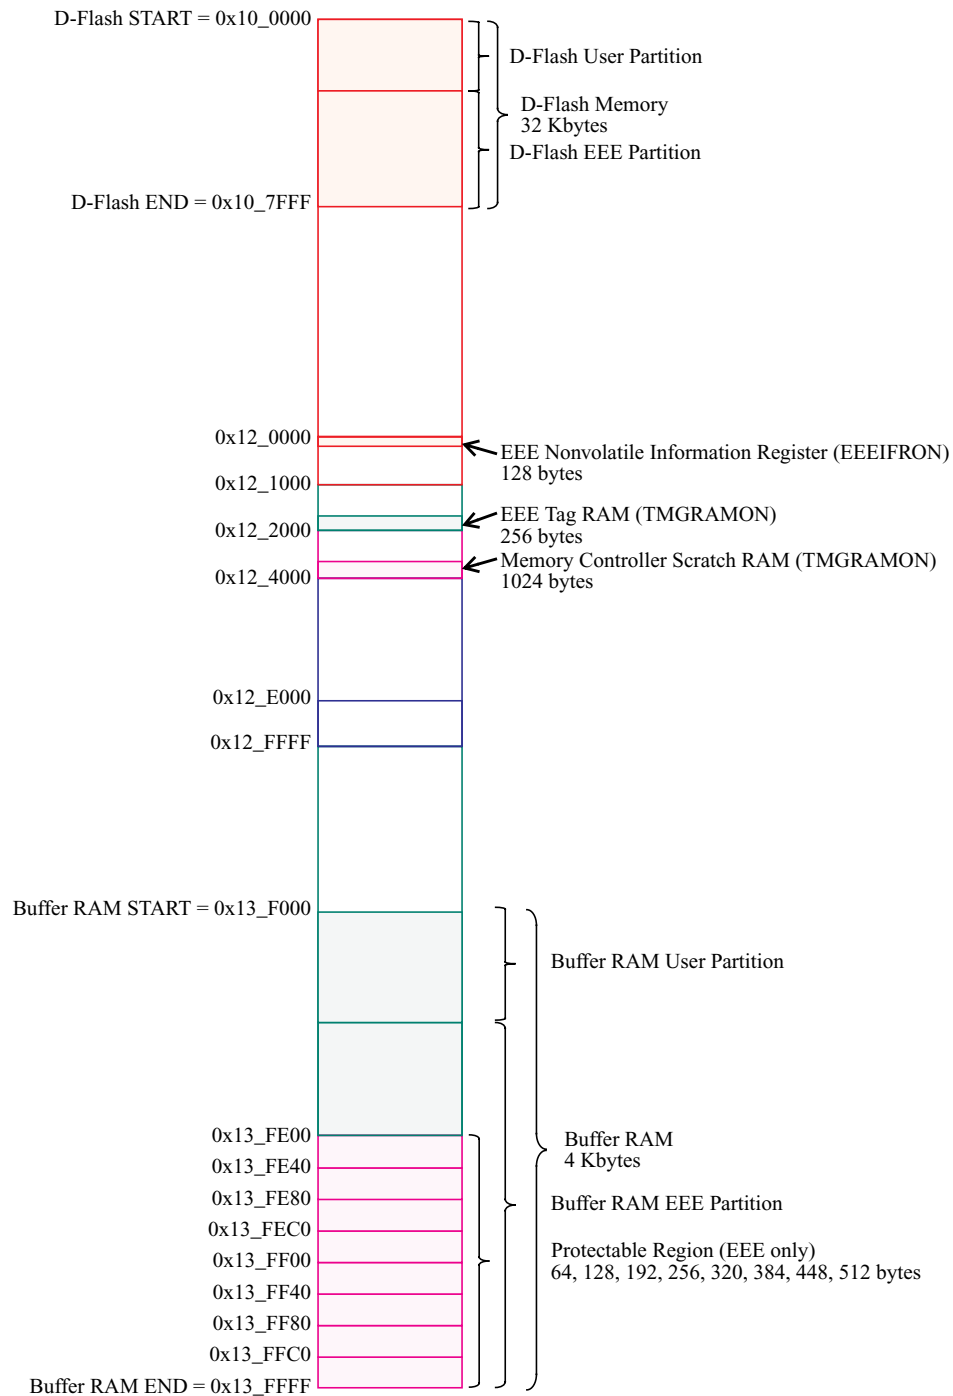 D-Flash START = 0x10_0000
D-Flash User Partition
D-Flash Memory
32 Kbytes
D-Flash EEE Partition
D-Flash END = 0x10_7FFF
0x12_0000
EEE Nonvolatile Information Register (EEEIFRON)
128 bytes
0x12_1000
EEE Tag RAM (TMGRAMON)
256 bytes
0x12_2000
Memory Controller Scratch RAM (TMGRAMON)
1024 bytes
0x12_4000
0x12_E000
0x12_FFFF
Buffer RAM START = 0x13_F000
Buffer RAM User Partition
0x13_FE00
Buffer RAM
4 Kbytes
0x13_FE40
0x13_FE80
Buffer RAM EEE Partition
0x13_FEC0
Protectable Region (EEE only)
64, 128, 192, 256, 320, 384, 448, 512 bytes
0x13_FF00
0x13_FF40
0x13_FF80
0x13_FFC0
Buffer RAM END = 0x13_FFFF